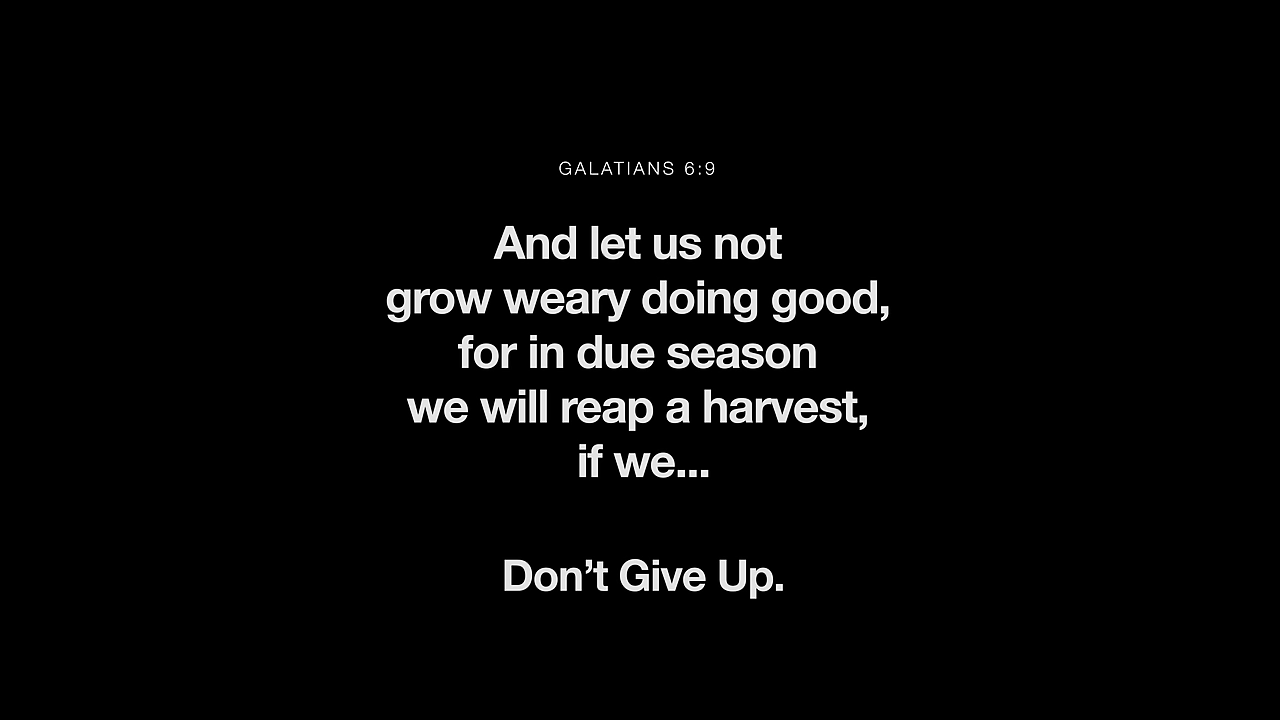 GALATIANS 6:9
And let us not
grow weary doing good,
for in due season
we will reap a harvest,
if we...
Don’t Give Up.